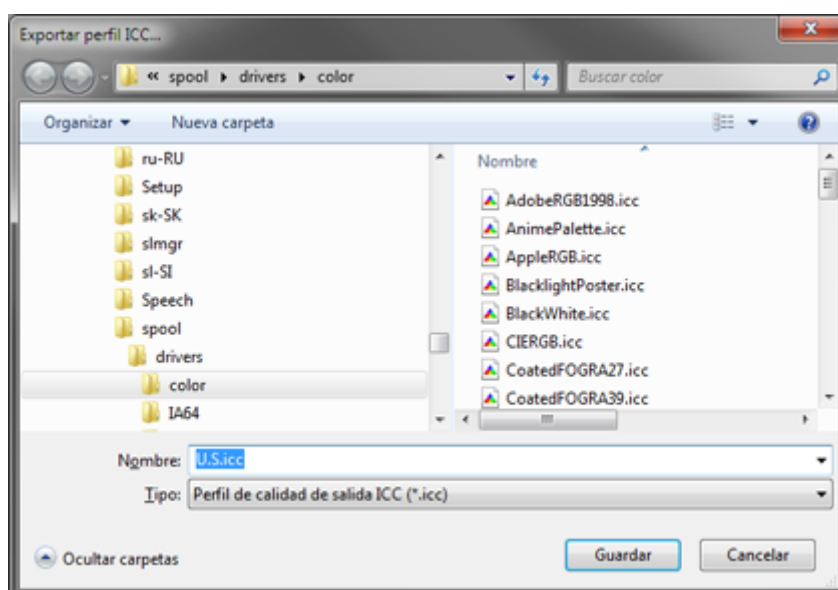 Exportar perfil ICC...
« spool ▸ drivers ▸ color
Buscar color
Organizar ▾ Nueva carpeta
ru-RU
Setup
sk-SK
slmgr
sl-SI
Speech
spool
drivers
color
IA64
Nombre
AdobeRGB1998.icc
AnimePalette.icc
AppleRGB.icc
BlacklightPoster.icc
BlackWhite.icc
CIERGB.icc
CoatedFOGRA27.icc
CoatedFOGRA39.icc
Nombre: U.S.icc
Tipo: Perfil de calidad de salida ICC (*.icc)
Ocultar carpetas
Guardar Cancelar